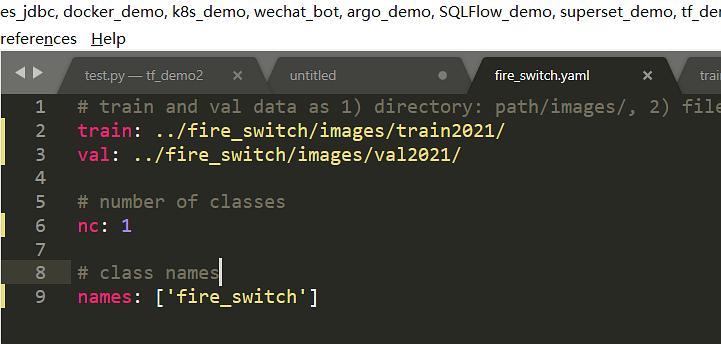 es_jdbc, docker_demo, k8s_demo, wechat_bot, argo_demo, SQLFlow_demo, superset_demo, tf_der
references Help
test.py — tf_demo2 × untitled fire_switch.yaml × trai
1 # train and val data as 1) directory: path/images/, 2) file
2 train: ../fire_switch/images/train2021/
3 val: ../fire_switch/images/val2021/
4
5 # number of classes
6 nc: 1
7
8 # class names
9 names: ['fire_switch']